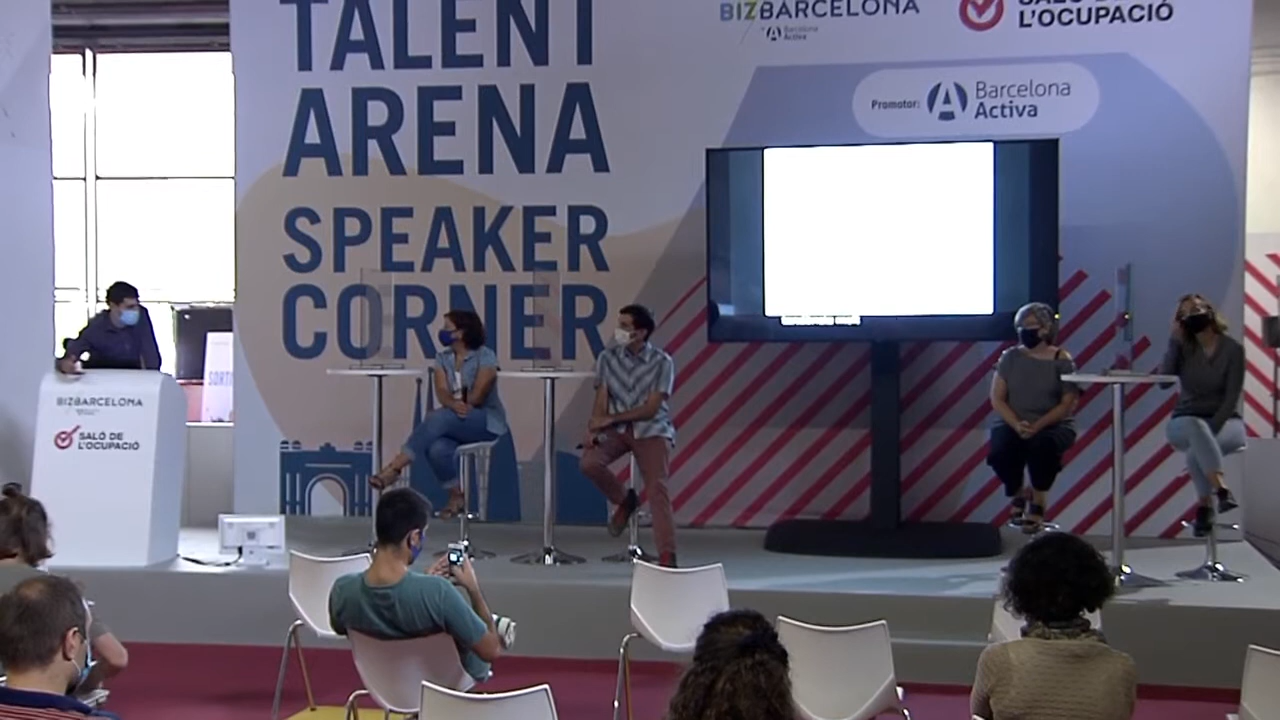 TALENT
ARENA
SPEAKER
CORNER
BIZBARCELONA
Barcelona
Activa
L'OCUPACIÓ
Promotor:
Barcelona
Activa
BIZBARCELONA
SALÓ DE
L'OCUPACIÓ